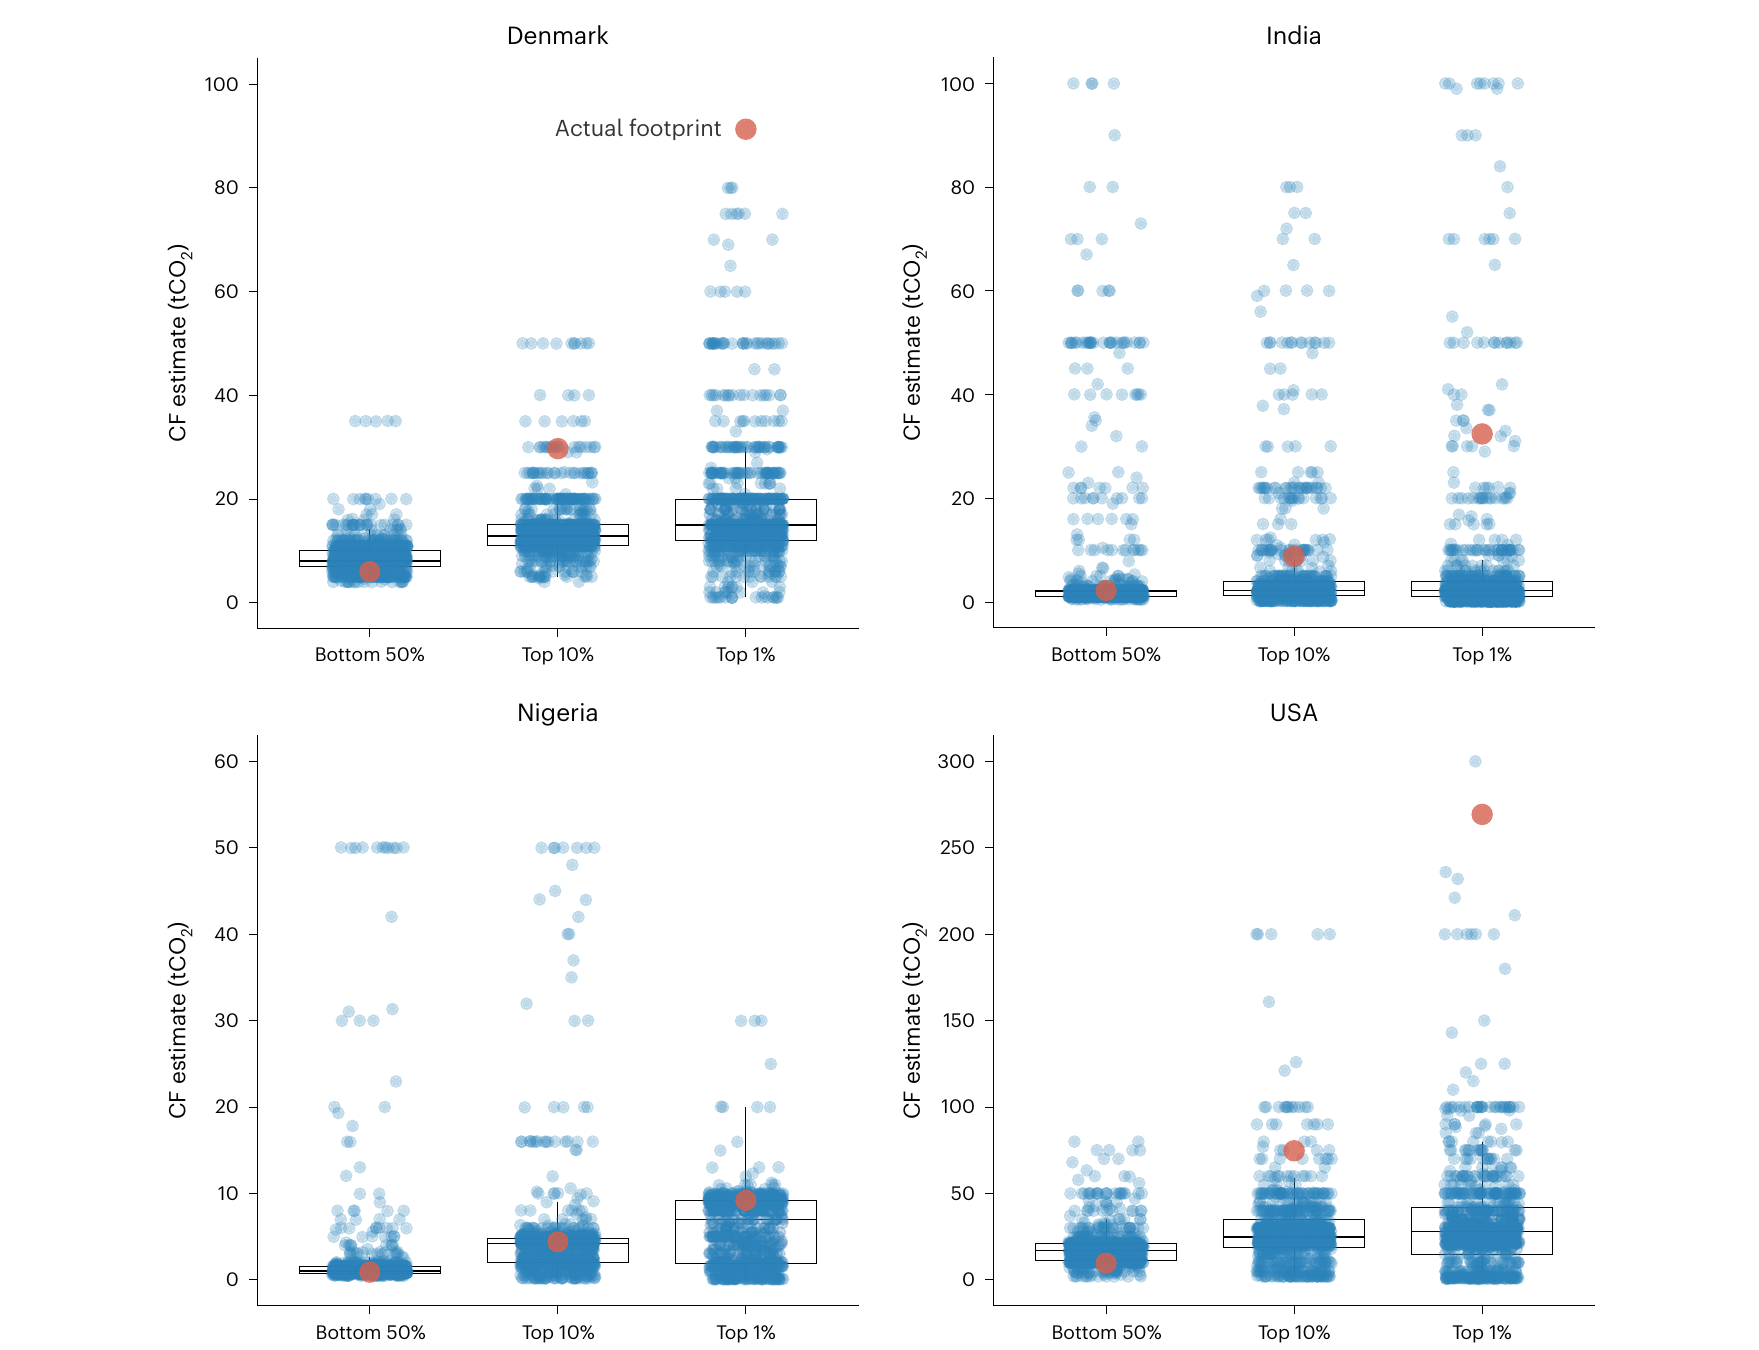 Denmark
100
80
60
40
20
0
CF estimate (tCO2)
Actual footprint
Bottom 50%
Top 10%
Top 1%
India
100
80
60
40
20
0
CF estimate (tCO2)
Bottom 50%
Top 10%
Top 1%
Nigeria
60
50
40
30
20
10
0
CF estimate (tCO2)
Bottom 50%
Top 10%
Top 1%
USA
300
250
200
150
100
50
0
CF estimate (tCO2)
Bottom 50%
Top 10%
Top 1%